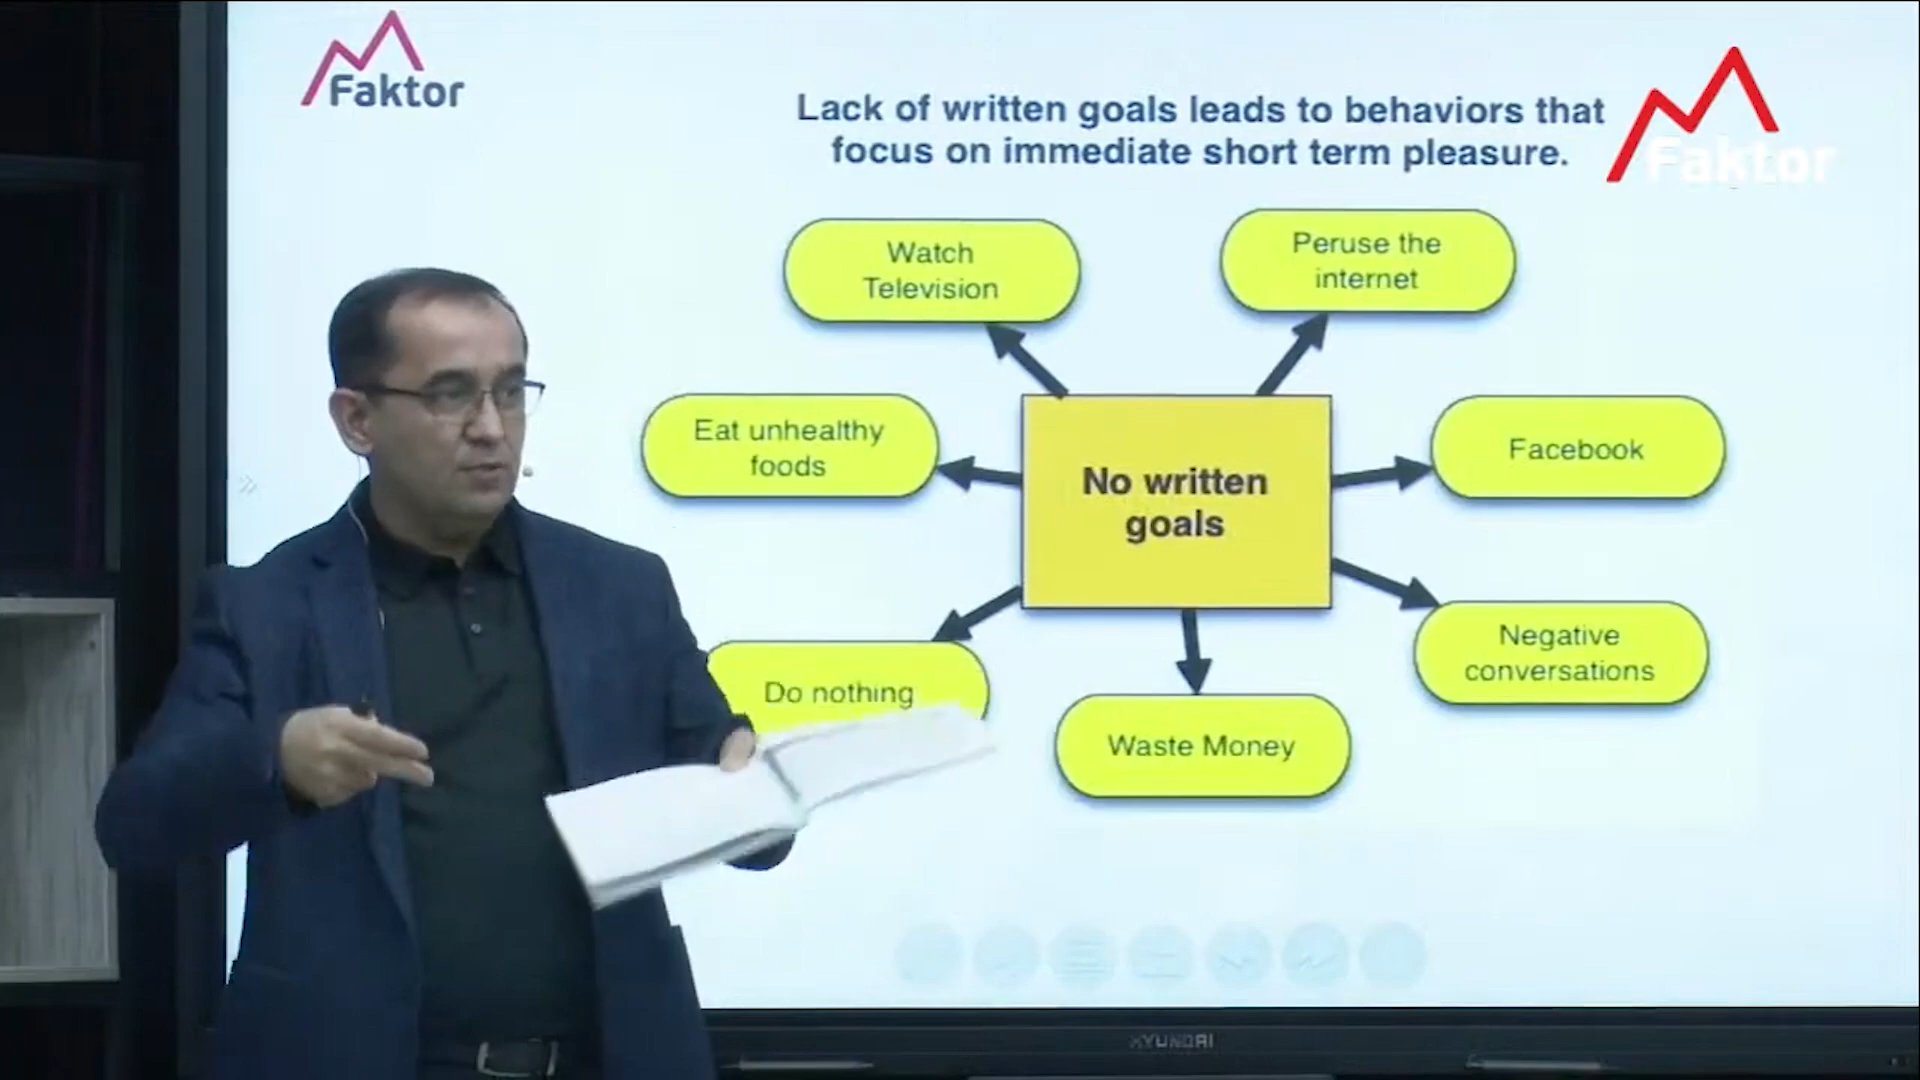 Faktor
Faktor
Lack of written goals leads to behaviors that
focus on immediate short term pleasure.
Watch
Television
Peruse the
internet
Eat unhealthy
foods
No written
goals
Facebook
Do nothing
Negative
conversations
Waste Money
HYUNDAI